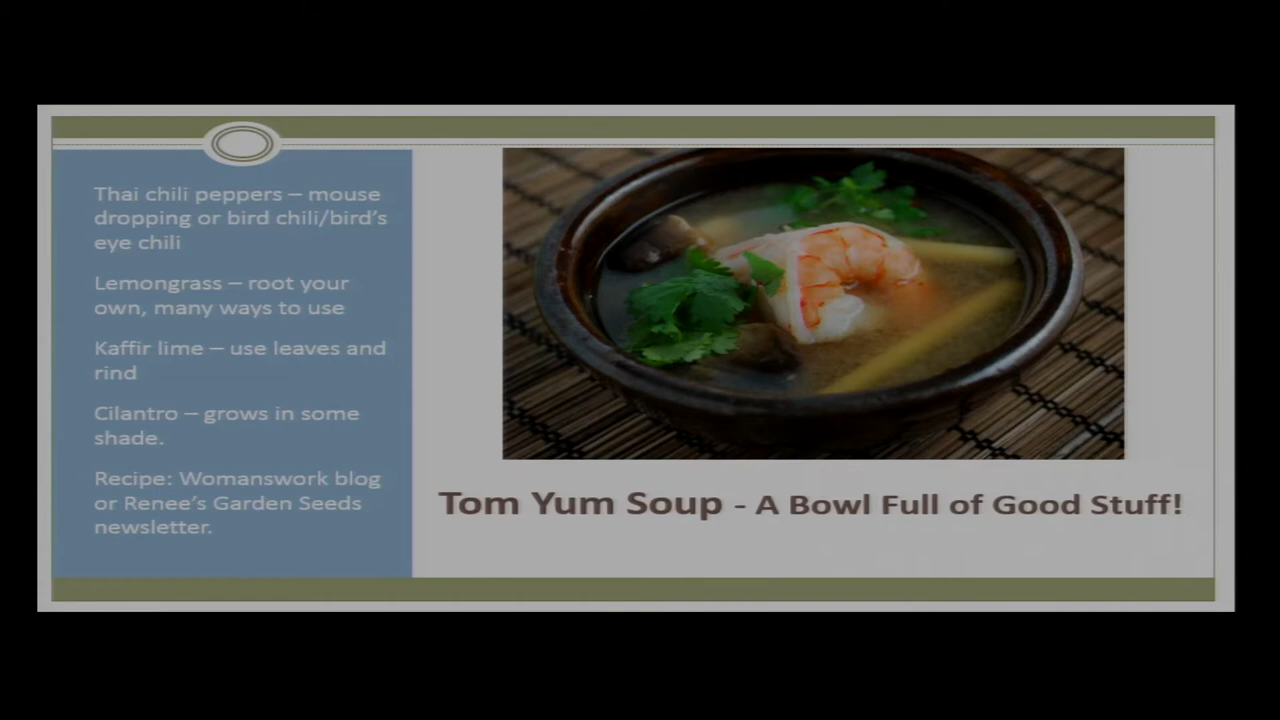 Thai chili peppers – mouse
dropping or bird chili/bird's
eye chili
Lemongrass – root your
own, many ways to use
Kaffir lime – use leaves and
rind
Cilantro – grows in some
shade.
Recipe: Womanswork blog
or Renee's Garden Seeds
newsletter.
Tom Yum Soup - A Bowl Full of Good Stuff!